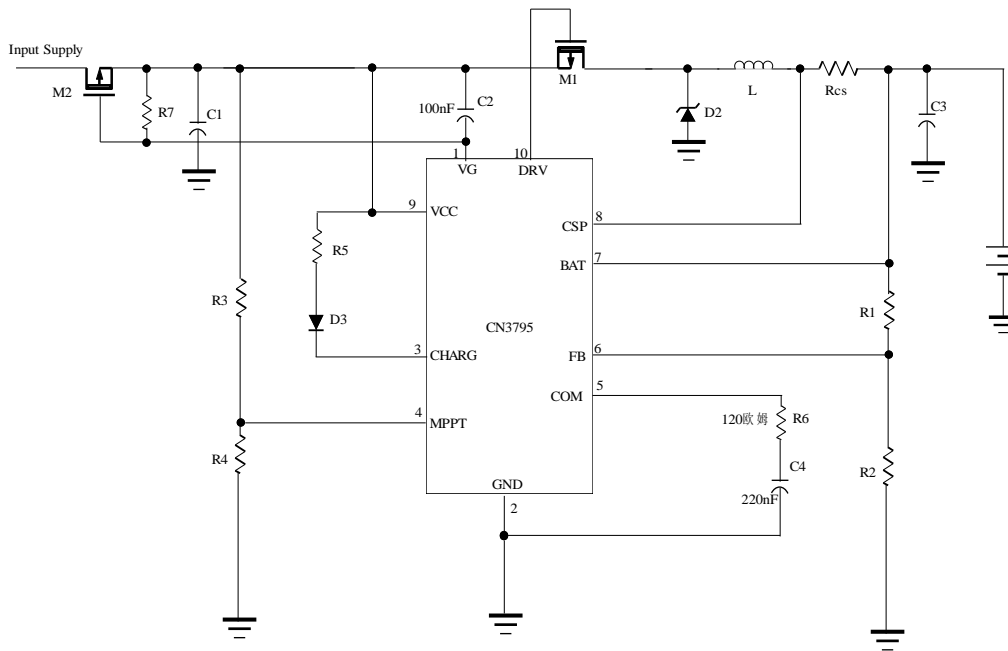 Input Supply
M2
R7
C1
100nF
C2
M1
L
Rcs
D2
C3
1
VG
10
DRV
9
VCC
CSP
8
R5
BAT
7
R3
D3
CN3795
R1
3
CHARG
FB
6
COM
5
4
MPPT
120欧姆
R6
R4
C4
R2
GND
220nF
2